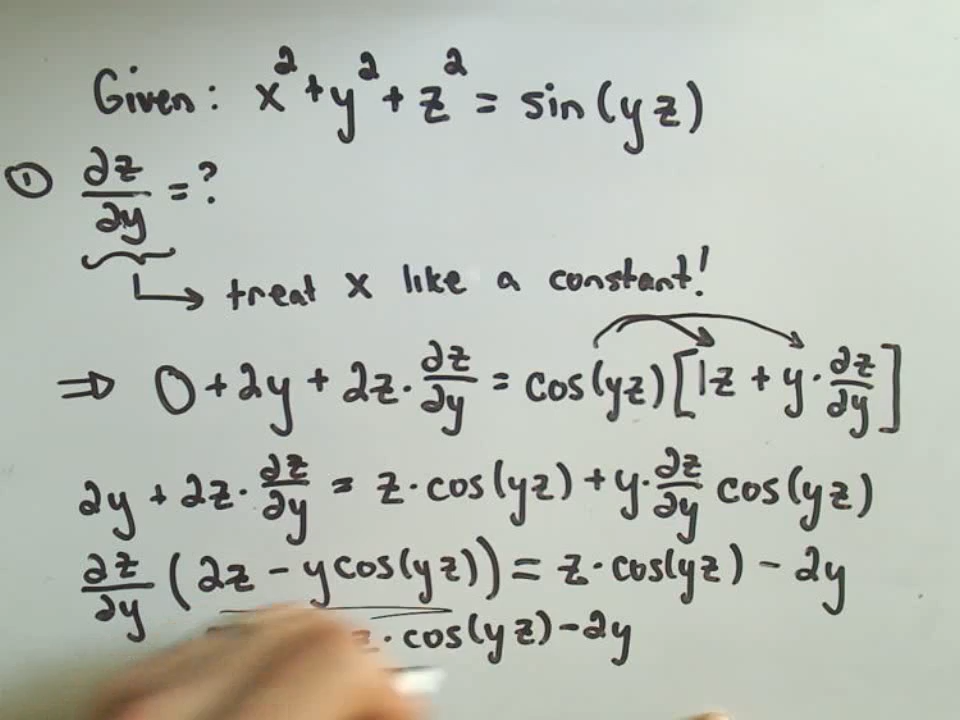 Given: x² + y² + z² = sin(yz)
① ∂z/∂y = ?
↳ treat x like a constant!
⇒ 0 + 2y + 2z · ∂z/∂y = cos(yz)[1z + y · ∂z/∂y]
2y + 2z · ∂z/∂y = z · cos(yz) + y · ∂z/∂y cos(yz)
∂z/∂y (2z - y cos(yz)) = z · cos(yz) - 2y
z · cos(yz) - 2y